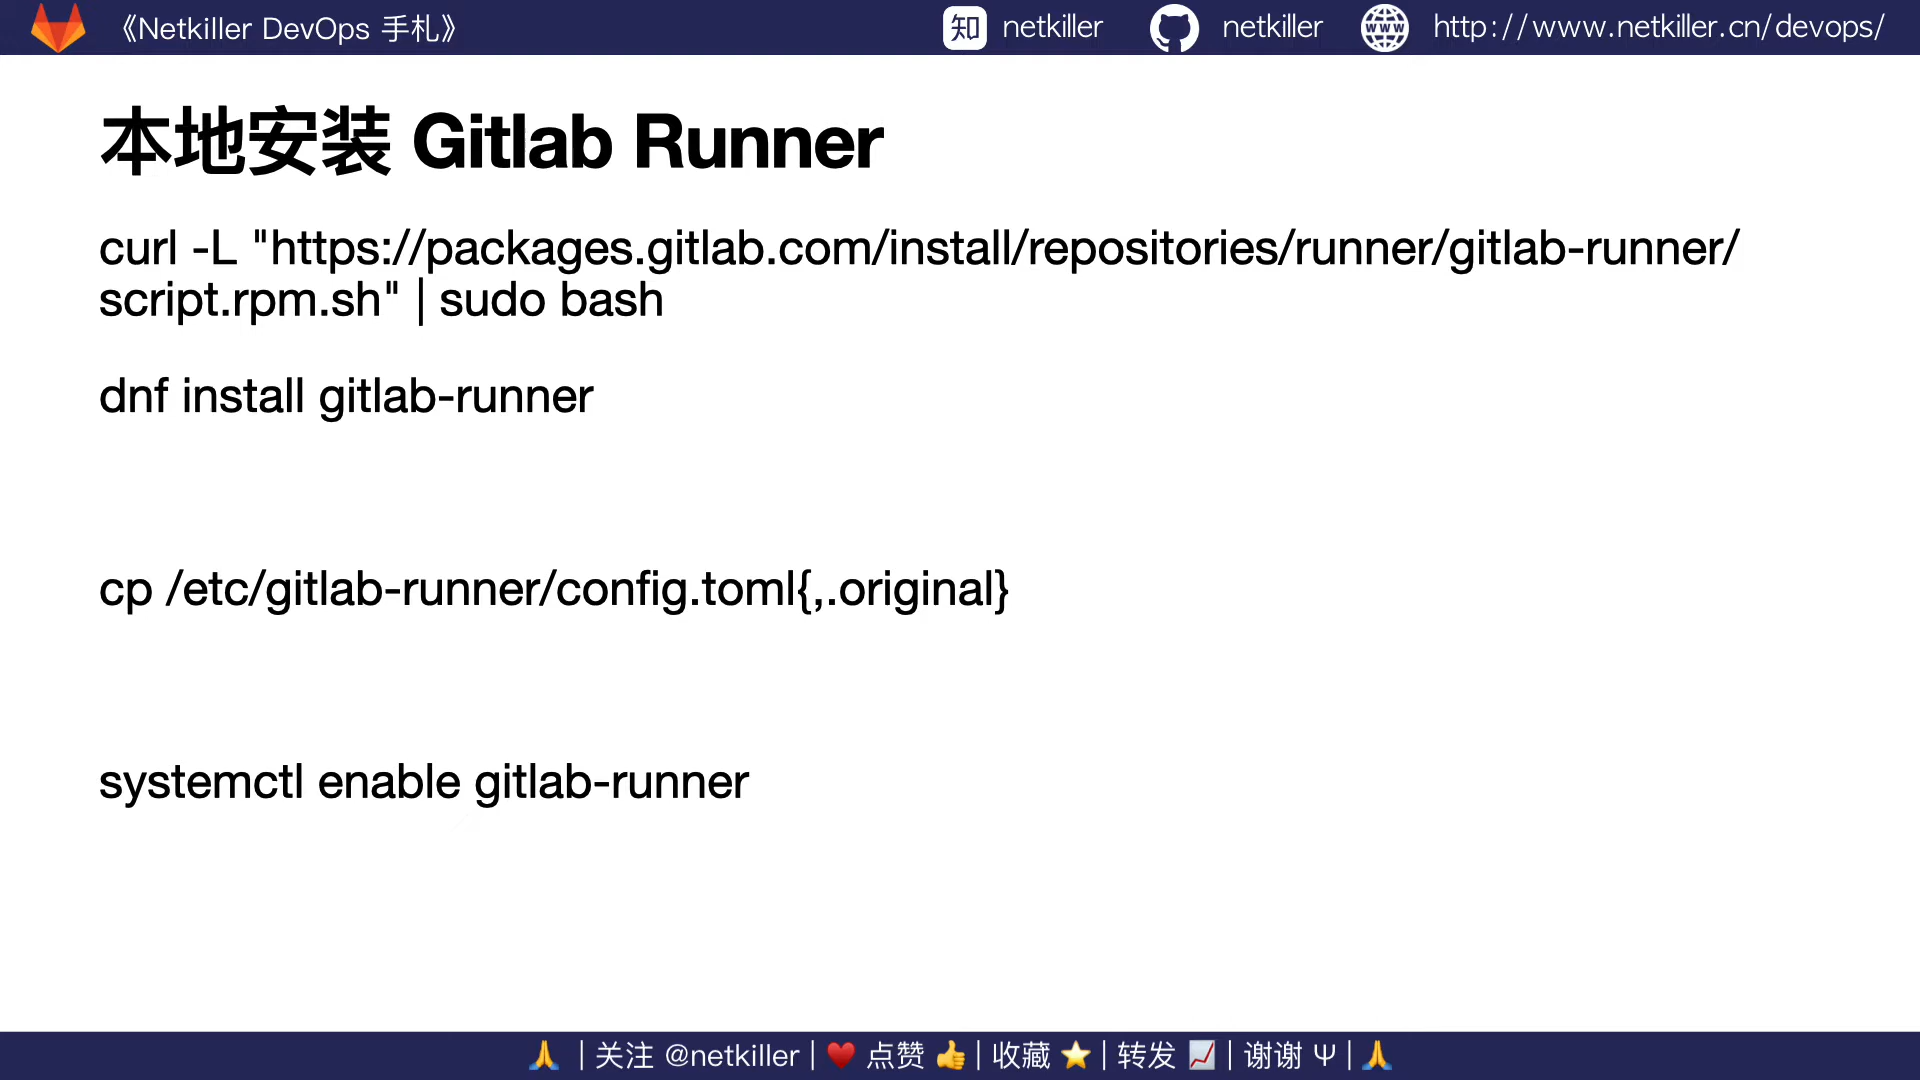 《Netkiller DevOps 手札》
知 netkiller netkiller WWW http://www.netkiller.cn/devops/
本地安装 Gitlab Runner
curl -L "https://packages.gitlab.com/install/repositories/runner/gitlab-runner/
script.rpm.sh" | sudo bash
dnf install gitlab-runner
cp /etc/gitlab-runner/config.toml{,.original}
systemctl enable gitlab-runner
🙏 | 关注 @netkiller | ♥️ 点赞 👍 | 收藏 ⭐ | 转发 📈 | 谢谢 Ψ | 🙏